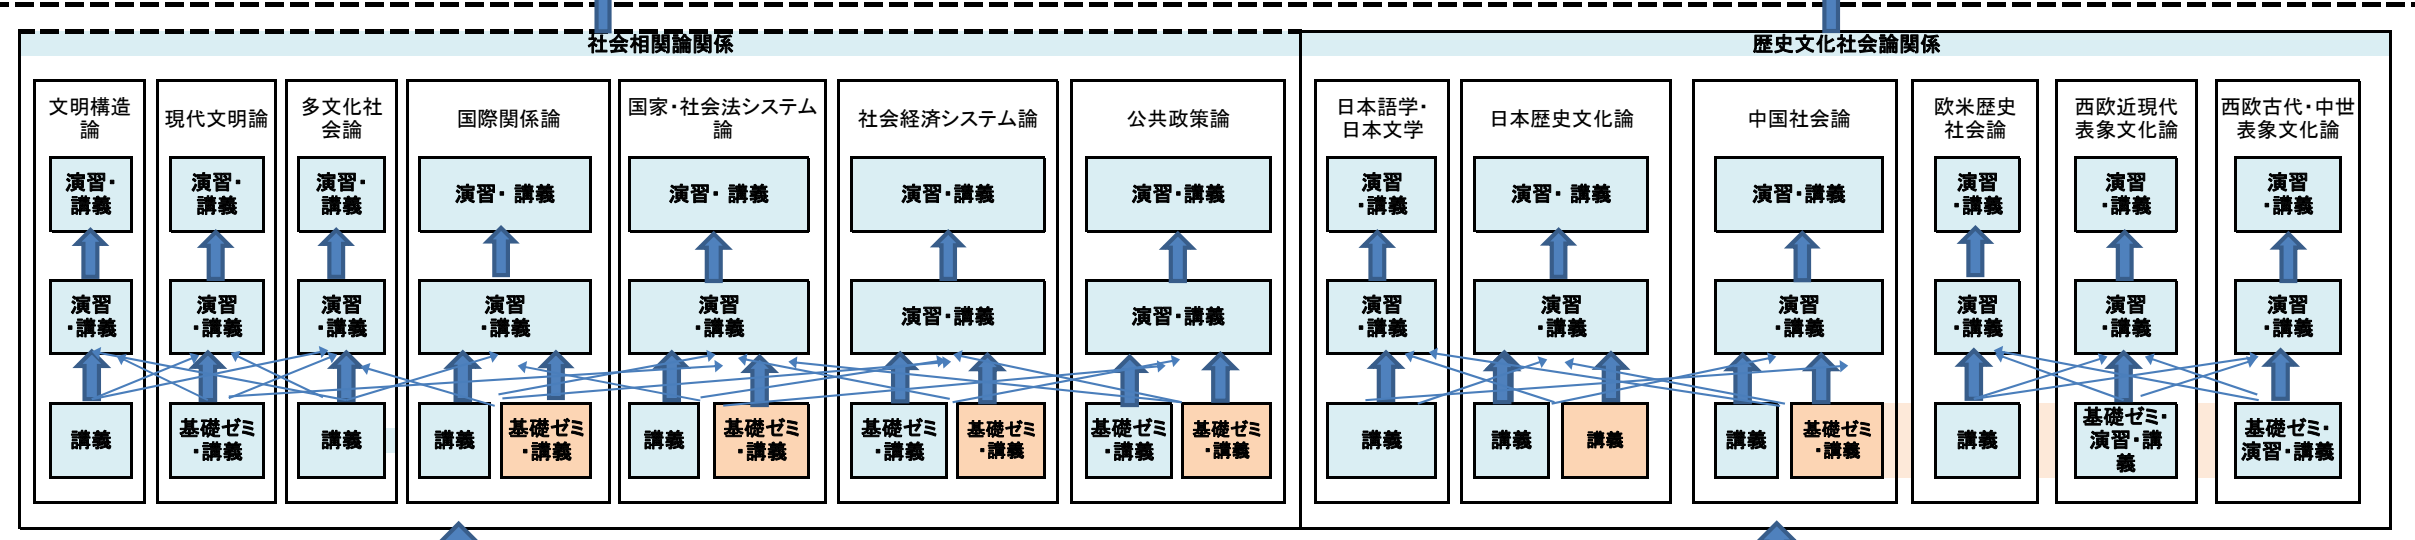 社会相関論関係
文明構造
論
演習・
講義
演習
・講義
講義
現代文明論
演習・
講義
演習
・講義
基礎ゼミ
・講義
多文化社
会論
演習・
講義
演習
・講義
講義
国際関係論
演習・ 講義
演習
・講義
講義
基礎ゼミ
・講義
国家・社会法システム
論
演習・ 講義
演習
・講義
講義
基礎ゼミ
・講義
社会経済システム論
演習・講義
演習・講義
基礎ゼミ
・講義
基礎ゼミ
・講義
公共政策論
演習・講義
演習・講義
基礎ゼミ
・講義
基礎ゼミ
・講義
歴史文化社会論関係
日本語学・
日本文学
演習
・講義
演習
・講義
講義
日本歴史文化論
演習・ 講義
演習
・講義
講義
講義
中国社会論
演習・講義
演習
・講義
講義
基礎ゼミ
・講義
欧米歴史
社会論
演習
・講義
演習
・講義
講義
西欧近現代
表象文化論
演習
・講義
演習
・講義
基礎ゼミ・
演習・講
義
西欧古代・中世
表象文化論
演習
・講義
演習
・講義
基礎ゼミ・
演習・講義